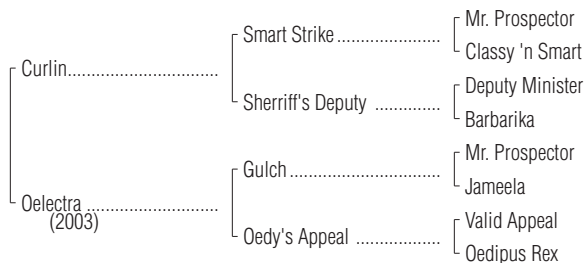 Mr. Prospector
Smart Strike
Classy 'n Smart
Curlin
Deputy Minister
Sherriff's Deputy
Barbarika
Mr. Prospector
Gulch
Jameela
Oelectra
(2003)
Valid Appeal
Oedy's Appeal
Oedipus Rex